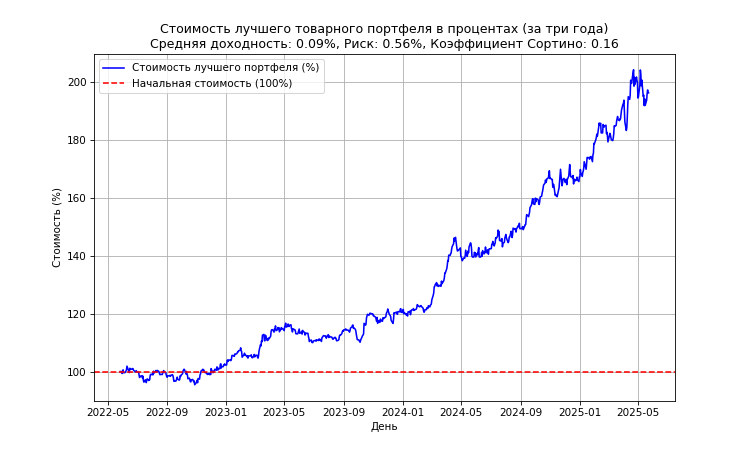 Стоимость лучшего товарного портфеля в процентах (за три года)
Средняя доходность: 0.09%, Риск: 0.56%, Коэффициент Сортино: 0.16
Стоимость лучшего портфеля (%)
Начальная стоимость (100%)
Стоимость (%)
200
180
160
140
120
100
2022-05 2022-09 2023-01 2023-05 2023-09 2024-01 2024-05 2024-09 2025-01 2025-05
День